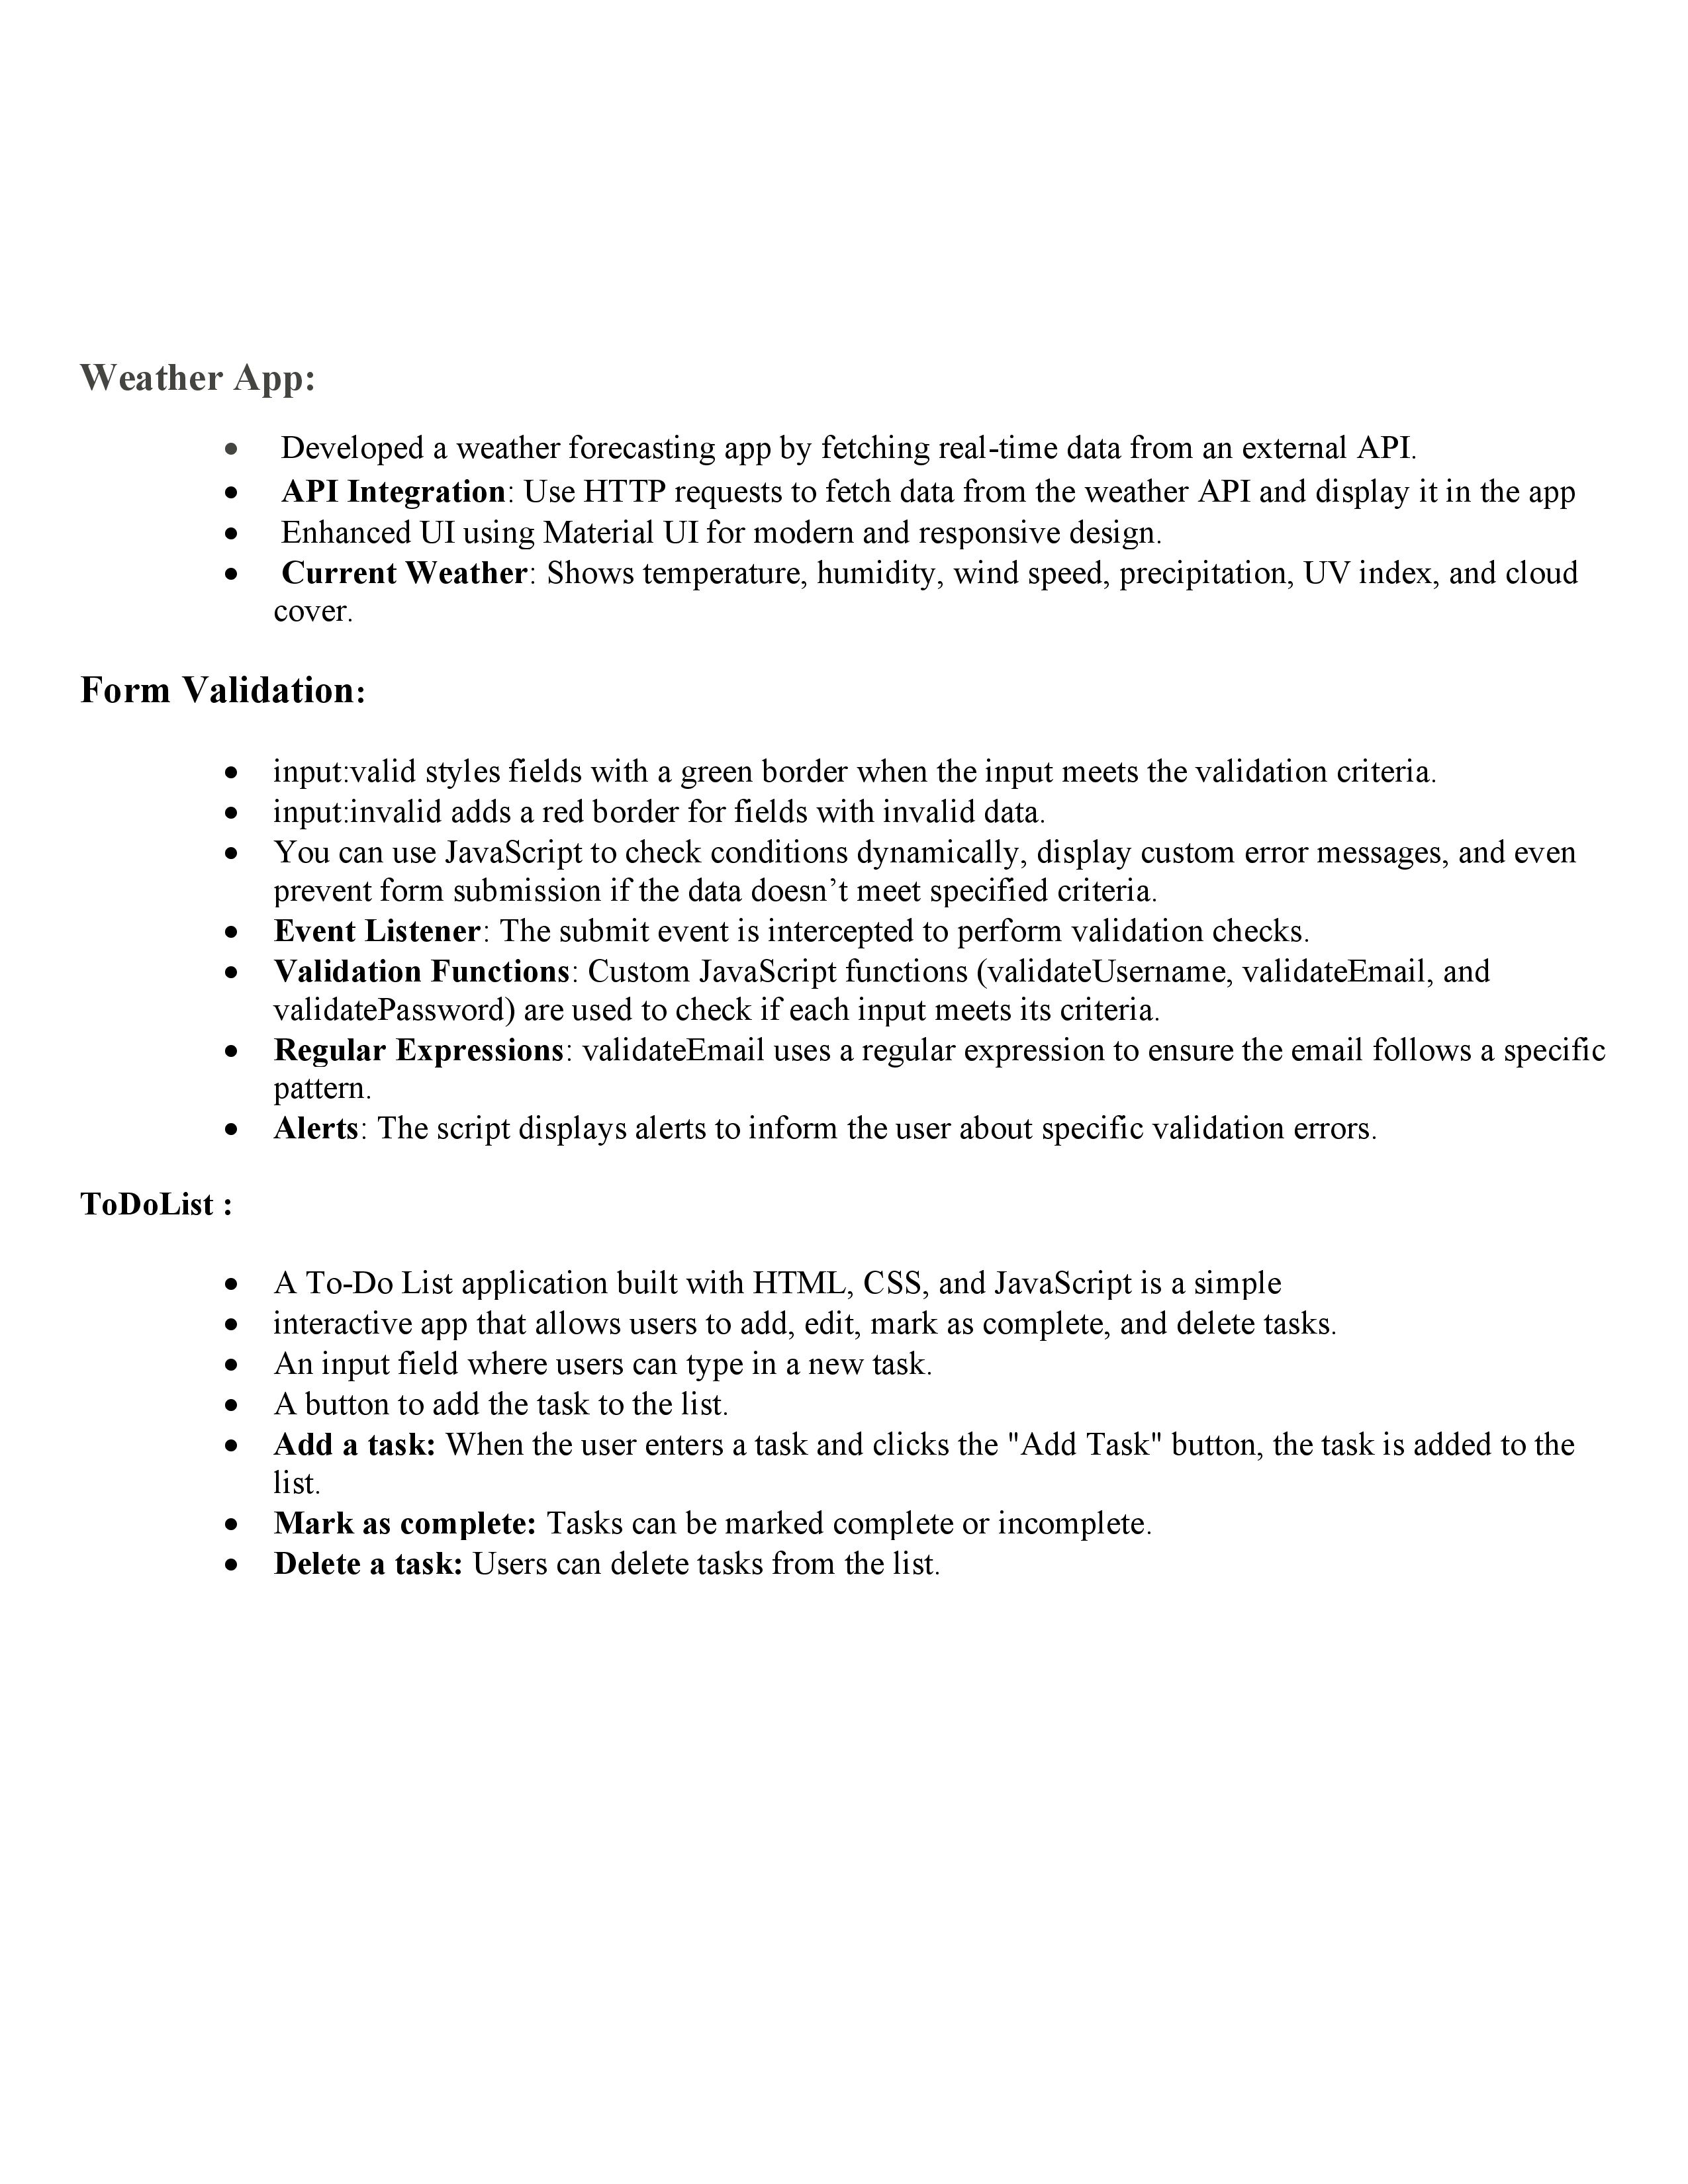 Weather App:
• Developed a weather forecasting app by fetching real-time data from an external API.
• API Integration: Use HTTP requests to fetch data from the weather API and display it in the app
• Enhanced UI using Material UI for modern and responsive design.
• Current Weather: Shows temperature, humidity, wind speed, precipitation, UV index, and cloud
cover.
Form Validation:
• input:valid styles fields with a green border when the input meets the validation criteria.
• input:invalid adds a red border for fields with invalid data.
• You can use JavaScript to check conditions dynamically, display custom error messages, and even
prevent form submission if the data doesn’t meet specified criteria.
• Event Listener: The submit event is intercepted to perform validation checks.
• Validation Functions: Custom JavaScript functions (validateUsername, validateEmail, and
validatePassword) are used to check if each input meets its criteria.
• Regular Expressions: validateEmail uses a regular expression to ensure the email follows a specific
pattern.
• Alerts: The script displays alerts to inform the user about specific validation errors.
ToDoList :
• A To-Do List application built with HTML, CSS, and JavaScript is a simple
• interactive app that allows users to add, edit, mark as complete, and delete tasks.
• An input field where users can type in a new task.
• A button to add the task to the list.
• Add a task: When the user enters a task and clicks the "Add Task" button, the task is added to the
list.
• Mark as complete: Tasks can be marked complete or incomplete.
• Delete a task: Users can delete tasks from the list.